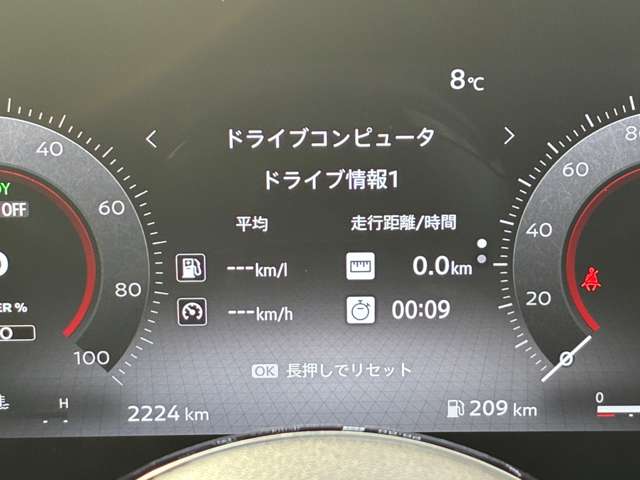 8℃
ドライブコンピュータ
ドライブ情報1
平均 走行距離/時間
---km/l 0.0km
---km/h 00:09
OK 長押しでリセット
2224 km 209 km
40
60
80
100
OFF
%
H
80
60
40
20
0
0